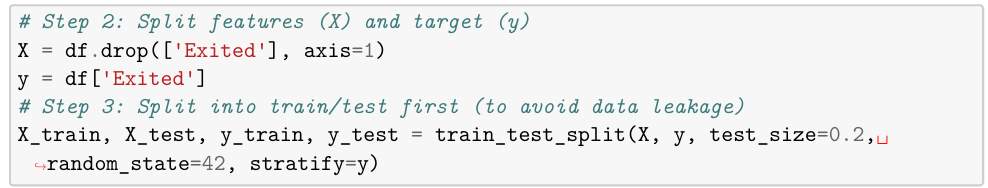 # Step 2: Split features (X) and target (y)
X = df.drop(['Exited'], axis=1)
y = df['Exited']
# Step 3: Split into train/test first (to avoid data leakage)
X_train, X_test, y_train, y_test = train_test_split(X, y, test_size=0.2,␣
↪random_state=42, stratify=y)